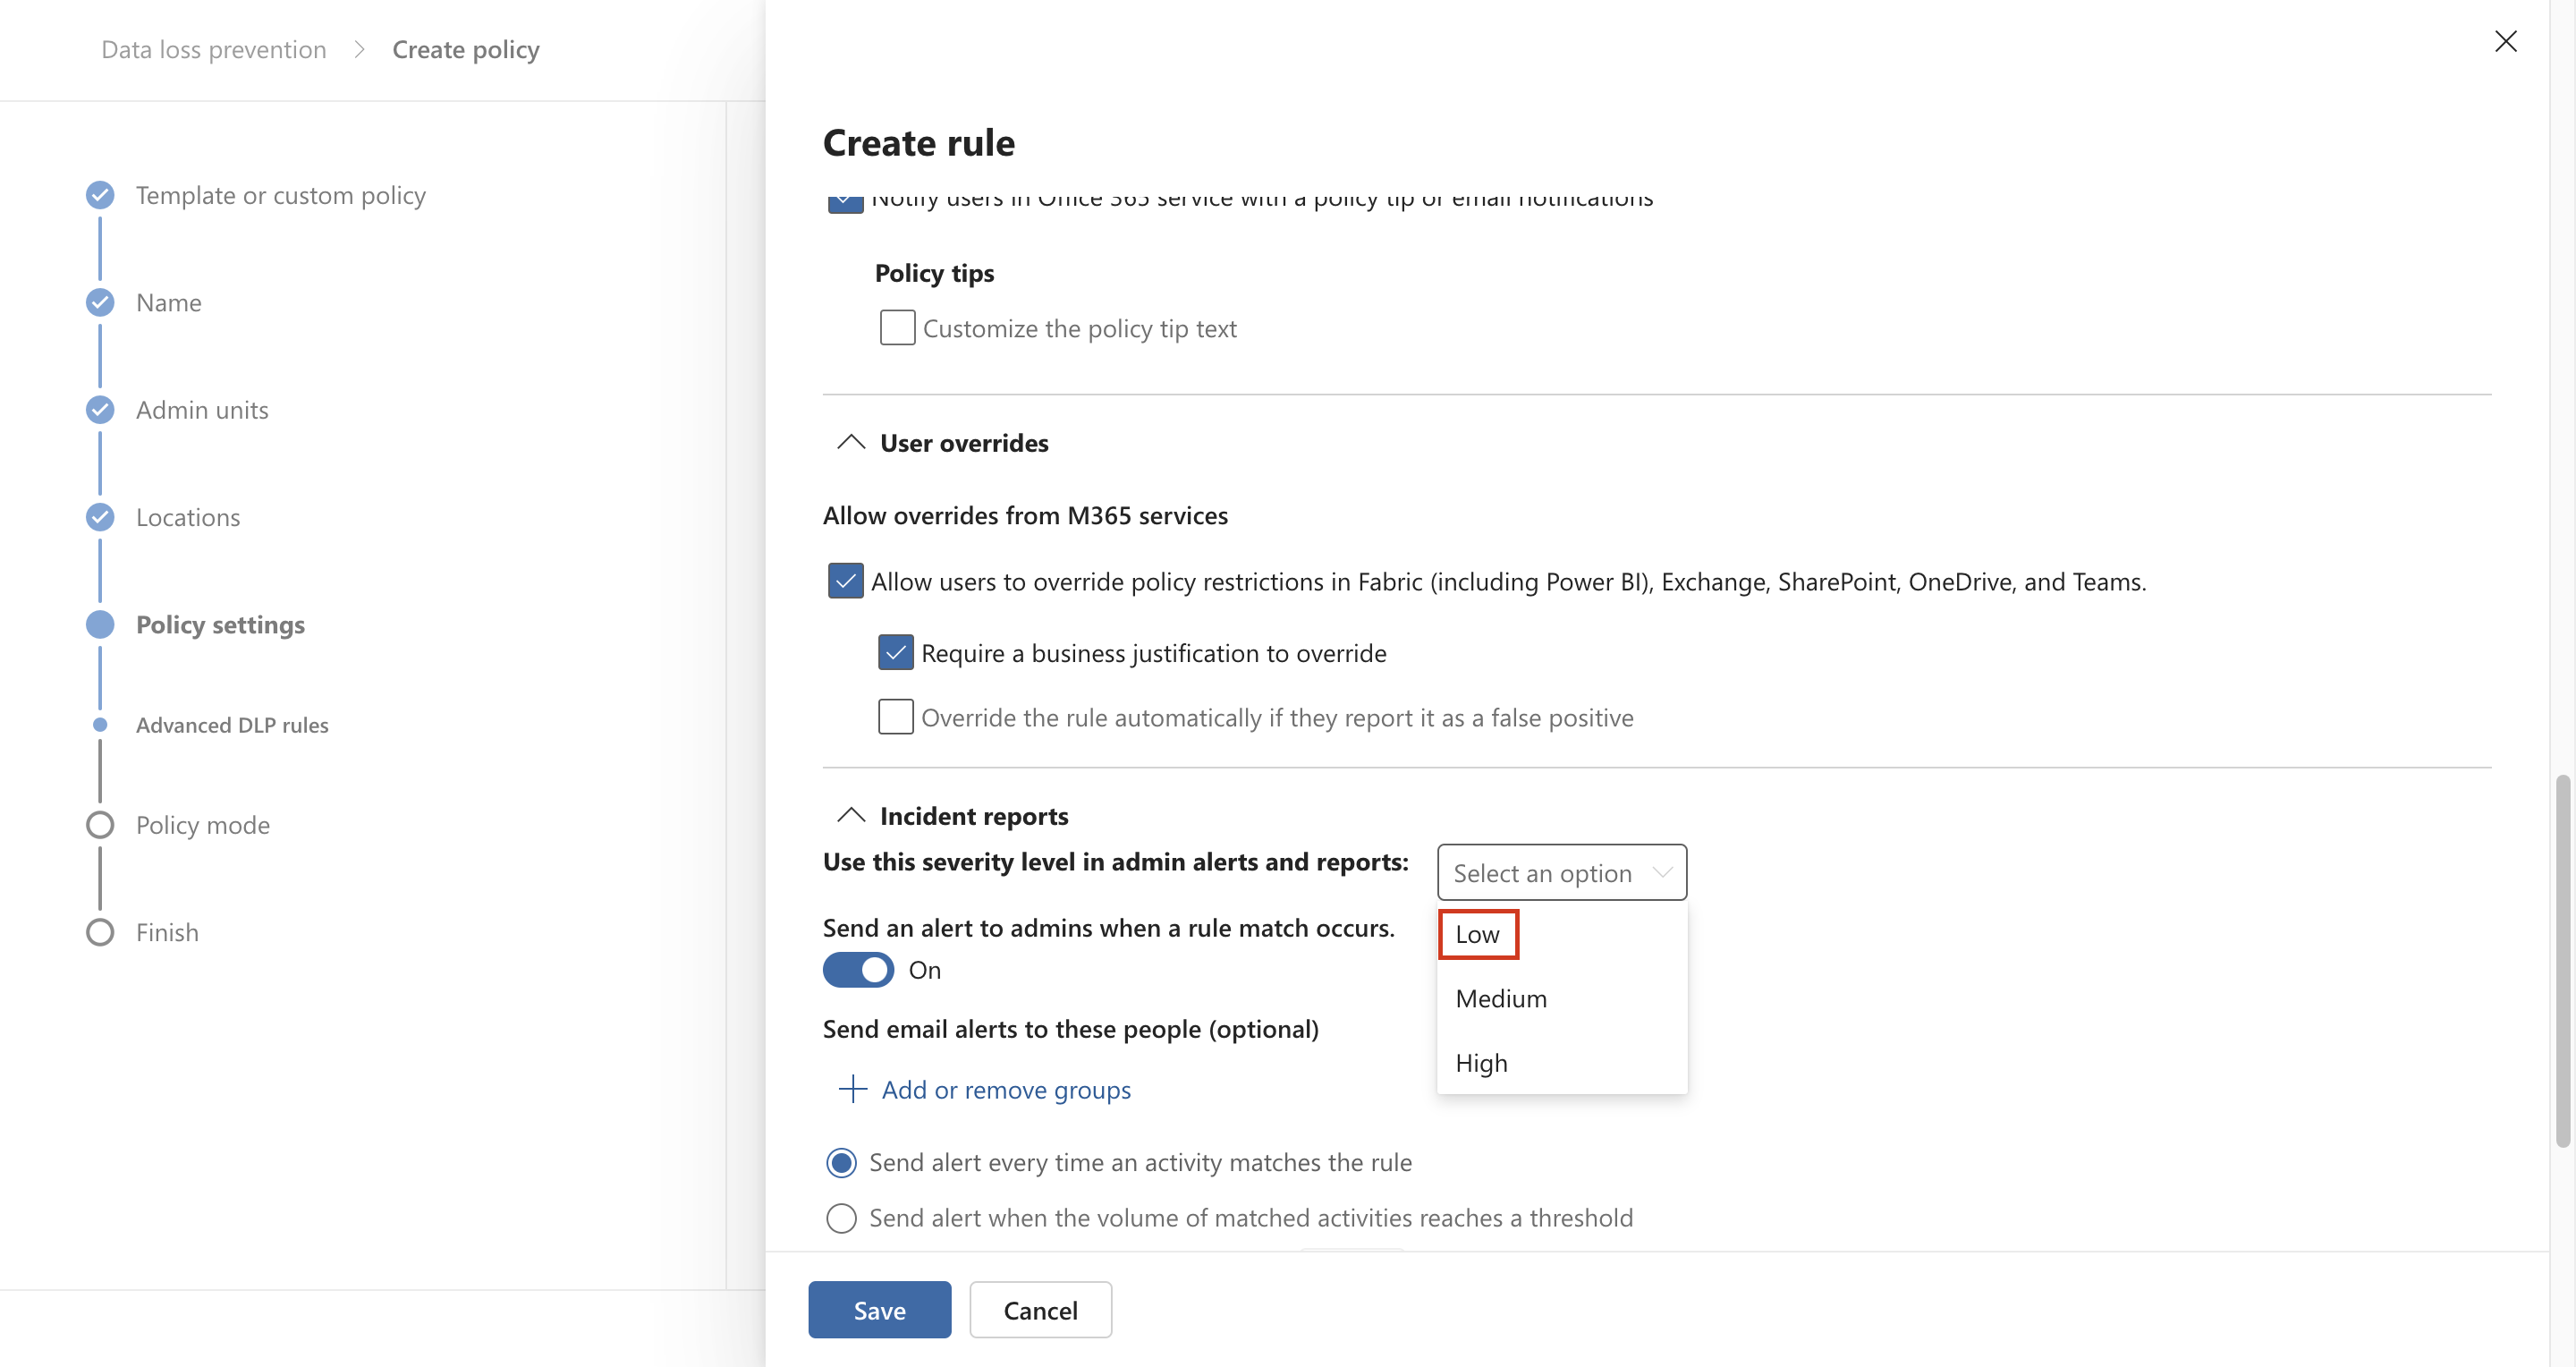 Data loss prevention > Create policy
Template or custom policy
Name
Admin units
Locations
Policy settings
Advanced DLP rules
Policy mode
Finish
Create rule
Notify users in Office 365 service with a policy tip or email notifications
Policy tips
Customize the policy tip text
User overrides
Allow overrides from M365 services
Allow users to override policy restrictions in Fabric (including Power BI), Exchange, SharePoint, OneDrive, and Teams.
Require a business justification to override
Override the rule automatically if they report it as a false positive
Incident reports
Use this severity level in admin alerts and reports: Select an option
Low
Medium
High
Send an alert to admins when a rule match occurs.
On
Send email alerts to these people (optional)
Add or remove groups
Send alert every time an activity matches the rule
Send alert when the volume of matched activities reaches a threshold
Save Cancel